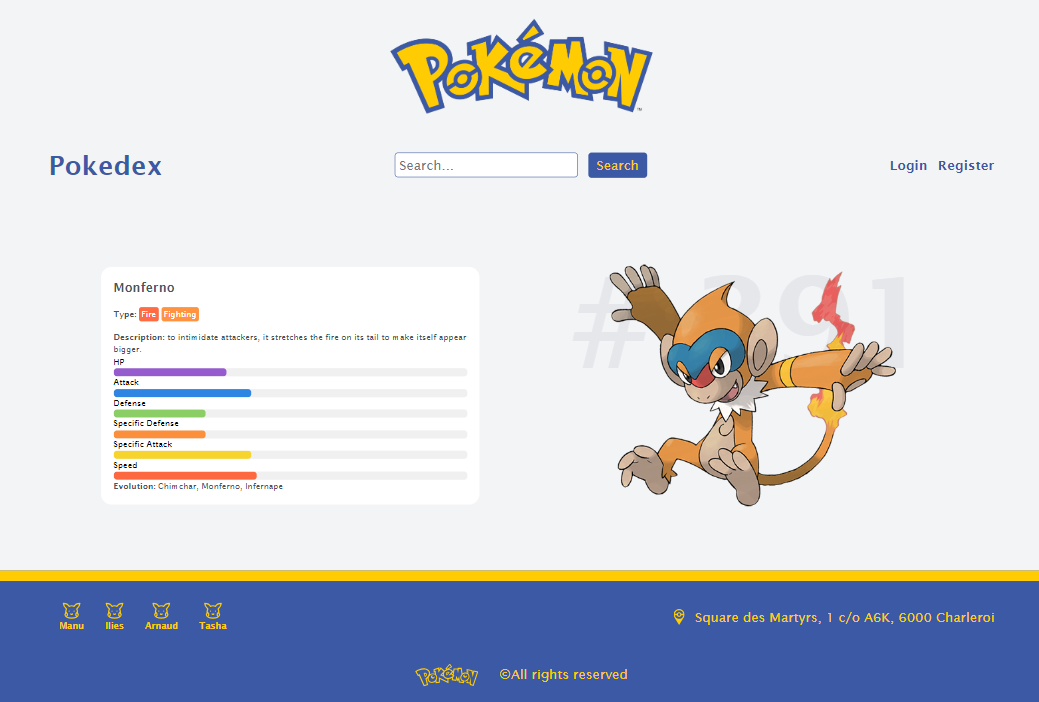 POKéMON
Pokedex
Search...
Search
Login
Register
#391
Monferno
Type: Fire Fighting
Description: to intimidate attackers, it stretches the fire on its tail to make itself appear
bigger.
HP
Attack
Defense
Specific Defense
Specific Attack
Speed
Evolution: Chimchar, Monferno, Infernape
Manu
Ilies
Arnaud
Tasha
Square des Martyrs, 1 c/o A6K, 6000 Charleroi
POKéMON
©All rights reserved